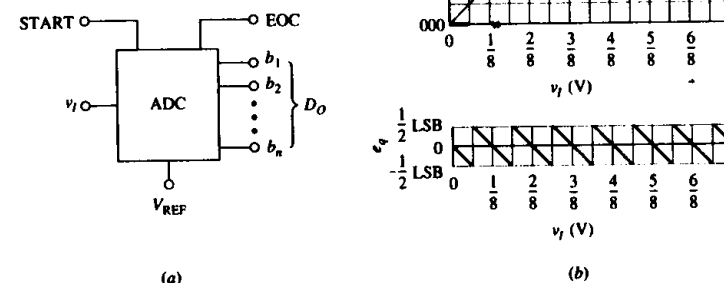 START
EOC
b1
b2
bn
DO
vI
ADC
VREF
(a)
000
0 1/8 2/8 3/8 4/8 5/8 6/8
vI (V)
eq
1/2 LSB
0
-1/2 LSB
0 1/8 2/8 3/8 4/8 5/8 6/8
vI (V)
(b)